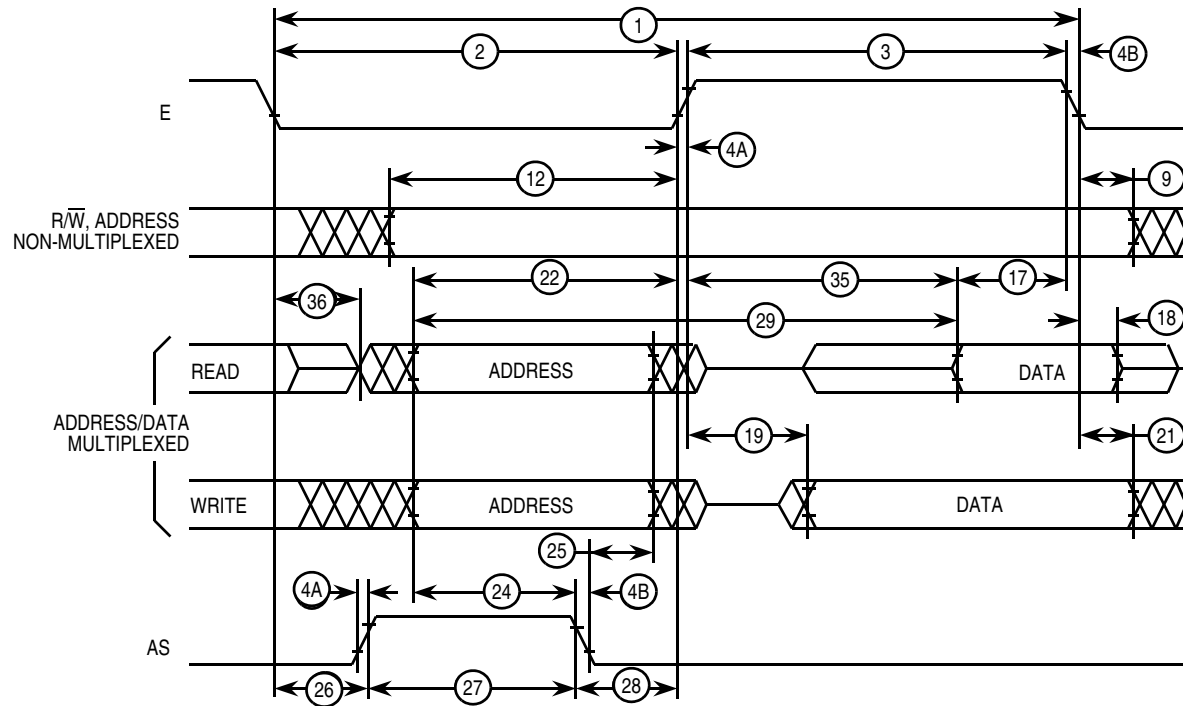 1
2
3
4B
E
4A
12
9
R/W̅, ADDRESS
NON-MULTIPLEXED
22
35
17
36
29
18
READ
ADDRESS
DATA
ADDRESS/DATA
MULTIPLEXED
19
21
WRITE
ADDRESS
DATA
25
4A
24
4B
AS
26
27
28